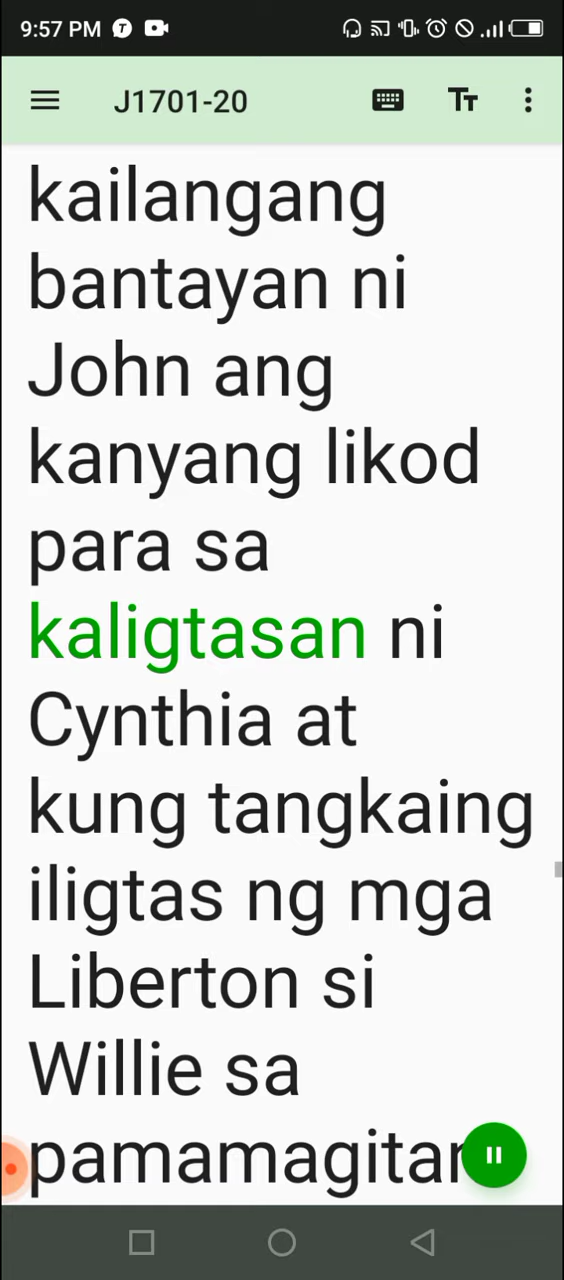 9:57 PM
J1701-20
kailangang
bantayan ni
John ang
kanyang likod
para sa
kaligtasan ni
Cynthia at
kung tangkaing
iligtas ng mga
Liberton si
Willie sa